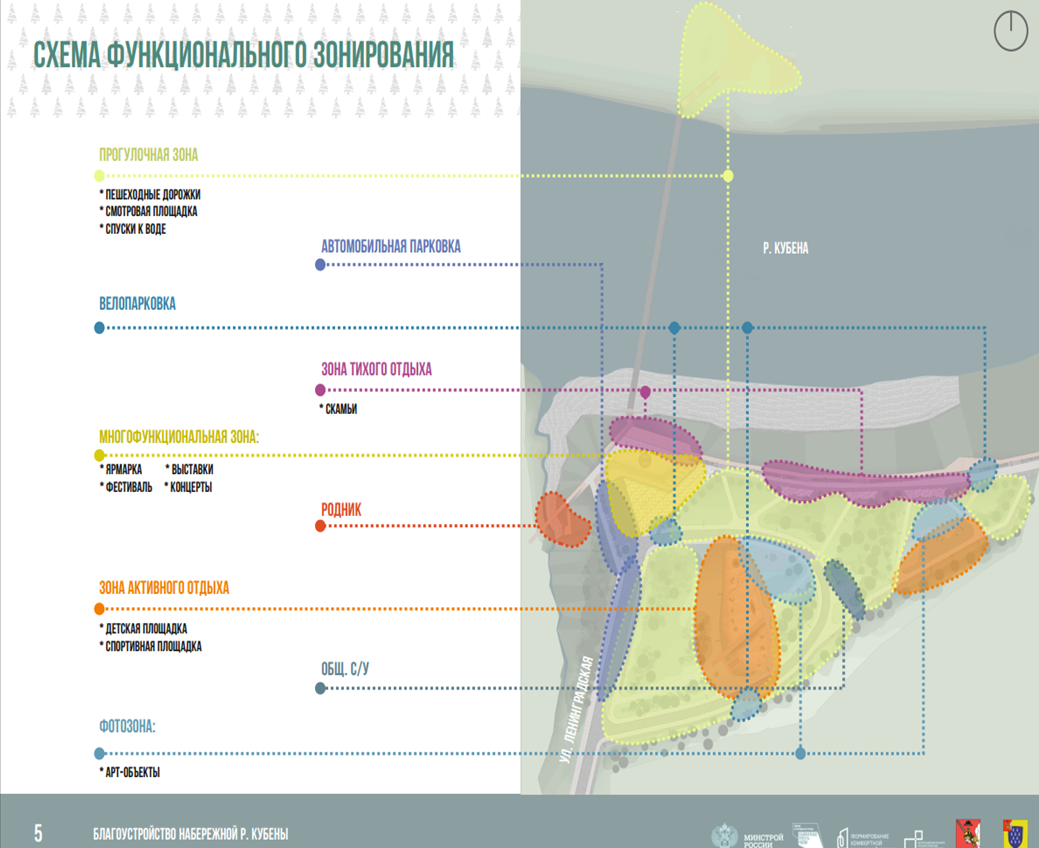 СХЕМА ФУНКЦИОНАЛЬНОГО ЗОНИРОВАНИЯ
ПРОГУЛОЧНАЯ ЗОНА
* ПЕШЕХОДНЫЕ ДОРОЖКИ
* СМОТРОВАЯ ПЛОЩАДКА
* СПУСКИ К ВОДЕ
АВТОМОБИЛЬНАЯ ПАРКОВКА
Р. КУБЕНА
ВЕЛОПАРКОВКА
ЗОНА ТИХОГО ОТДЫХА
* СКАМЬИ
МНОГОФУНКЦИОНАЛЬНАЯ ЗОНА:
* ЯРМАРКА * ВЫСТАВКИ
* ФЕСТИВАЛЬ * КОНЦЕРТЫ
РОДНИК
ЗОНА АКТИВНОГО ОТДЫХА
* ДЕТСКАЯ ПЛОЩАДКА
* СПОРТИВНАЯ ПЛОЩАДКА
ОБЩ. С/У
УЛ. ЛЕНИНГРАДСКАЯ
ФОТОЗОНА:
* АРТ-ОБЪЕКТЫ
5 БЛАГОУСТРОЙСТВО НАБЕРЕЖНОЙ Р. КУБЕНЫ
МИНСТРОЙ
РОССИИ
ФОРМИРОВАНИЕ
КОМФОРТНОЙ